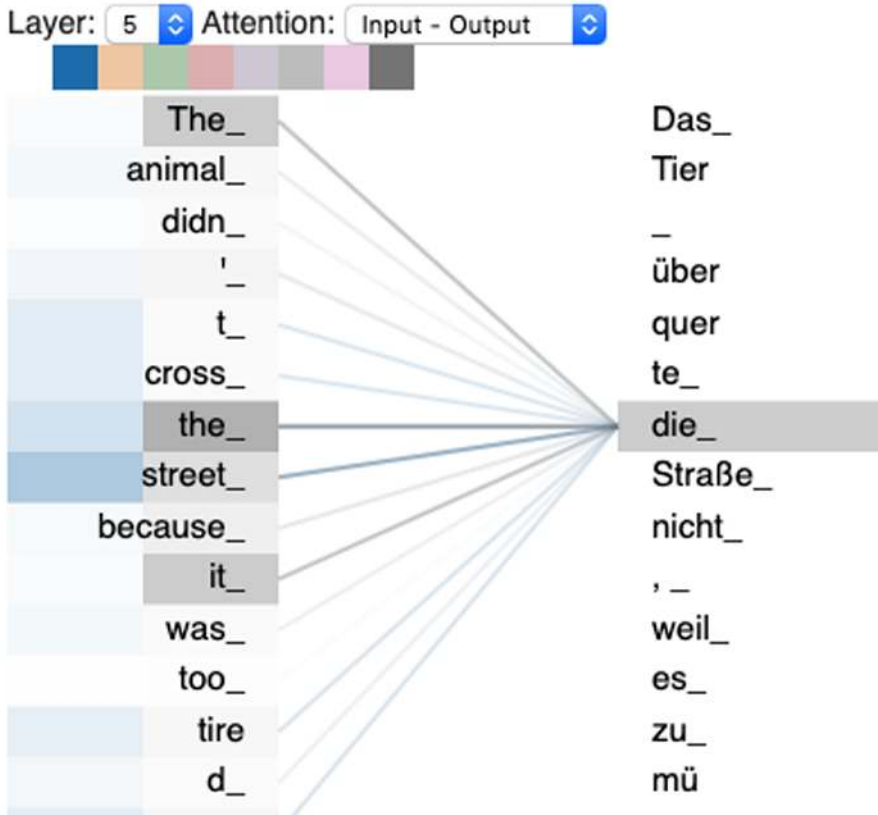 Layer: 5 Attention: Input - Output
The_ Das_
animal_ Tier
didn_ _
'_ über
t_ quer
cross_ te_
the_ die_
street_ Straße_
because_ nicht_
it_ , _
was_ weil_
too_ es_
tire zu_
d_ mü